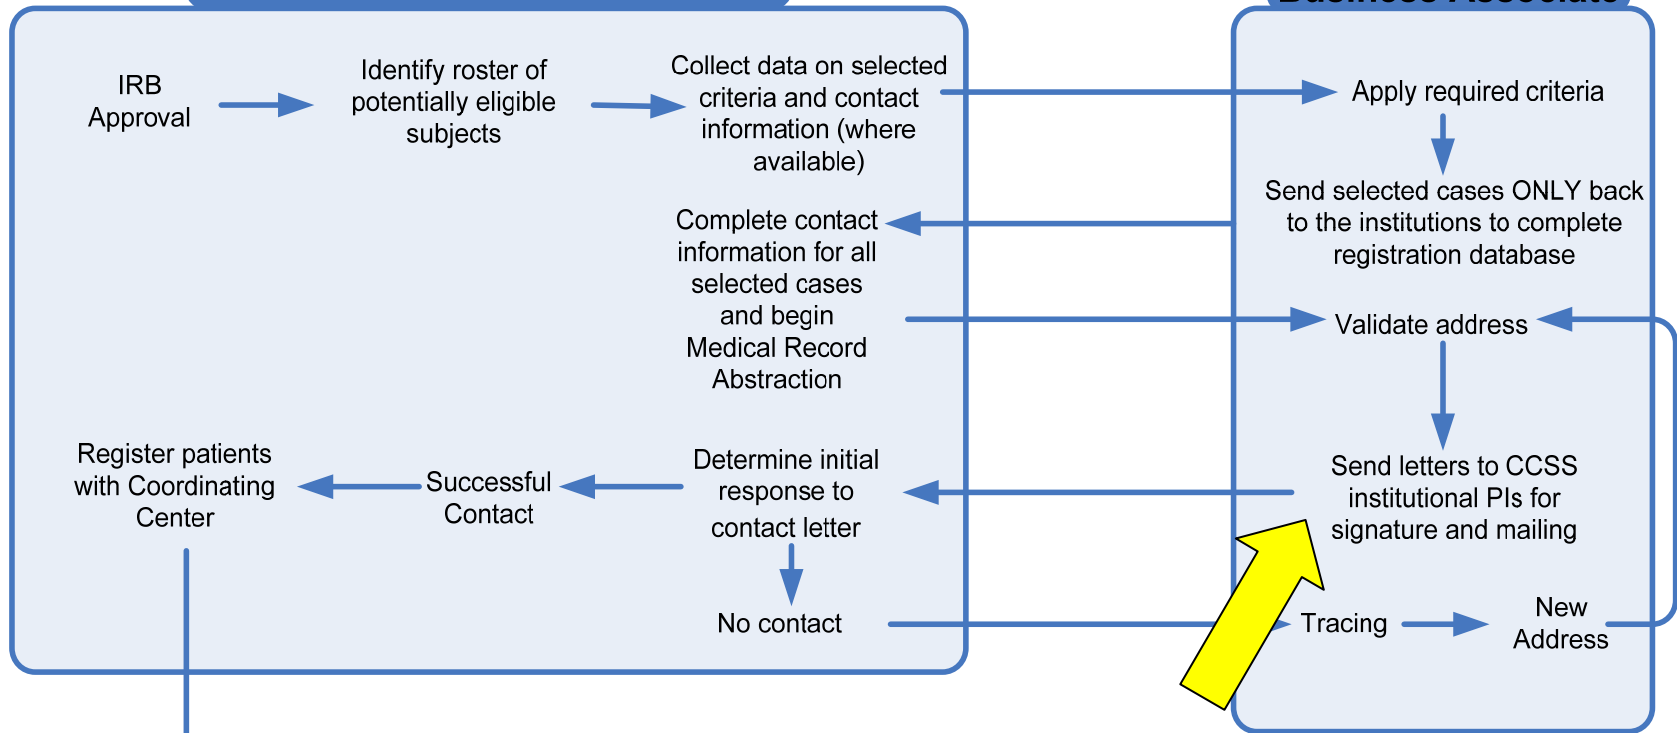 Business Associate
IRB
Approval
Identify roster of
potentially eligible
subjects
Collect data on selected
criteria and contact
information (where
available)
Apply required criteria
Send selected cases ONLY back
to the institutions to complete
registration database
Complete contact
information for all
selected cases
and begin
Medical Record
Abstraction
Validate address
Register patients
with Coordinating
Center
Successful
Contact
Determine initial
response to
contact letter
Send letters to CCSS
institutional PIs for
signature and mailing
No contact
Tracing
New
Address